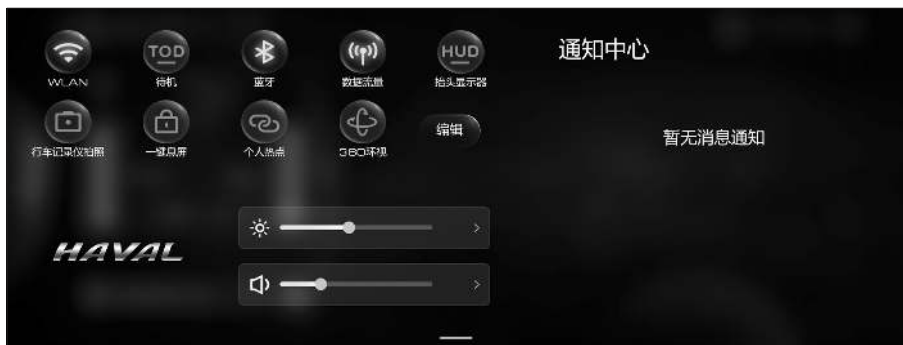 TOD
HUD
通知中心
WLAN
待机
蓝牙
数据流量
抬头显示器
行车记录仪拍照
一键息屏
个人热点
360环视
编辑
暂无消息通知
HAVAL